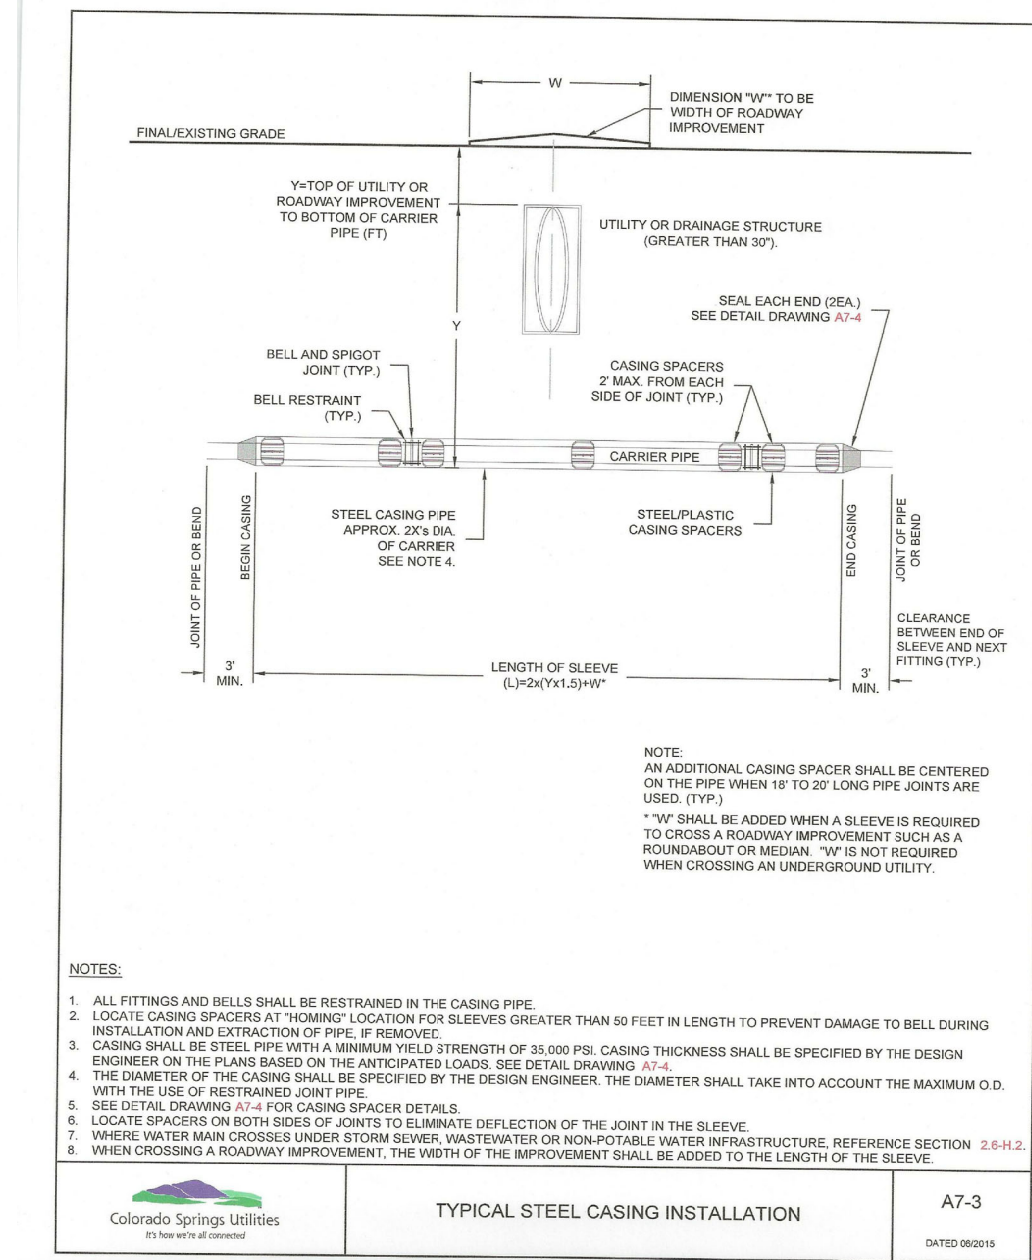 W
DIMENSION "W"* TO BE
WIDTH OF ROADWAY
IMPROVEMENT
FINAL/EXISTING GRADE
Y=TOP OF UTILITY OR
ROADWAY IMPROVEMENT
TO BOTTOM OF CARRIER
PIPE (FT)
UTILITY OR DRAINAGE STRUCTURE
(GREATER THAN 30").
SEAL EACH END (2EA.)
SEE DETAIL DRAWING A7-4
Y
BELL AND SPIGOT
JOINT (TYP.)
CASING SPACERS
2' MAX. FROM EACH
SIDE OF JOINT (TYP.)
BELL RESTRAINT
(TYP.)
CARRIER PIPE
JOINT OF PIPE OR BEND
BEGIN CASING
STEEL CASING PIPE
APPROX. 2X's DIA.
OF CARRIER
SEE NOTE 4.
STEEL/PLASTIC
CASING SPACERS
END CASING
JOINT OF PIPE
OR BEND
CLEARANCE
BETWEEN END OF
SLEEVE AND NEXT
FITTING (TYP.)
3'
MIN.
LENGTH OF SLEEVE
(L)=2x(Yx1.5)+W*
3'
MIN.
NOTE:
AN ADDITIONAL CASING SPACER SHALL BE CENTERED
ON THE PIPE WHEN 18' TO 20' LONG PIPE JOINTS ARE
USED. (TYP.)
* "W" SHALL BE ADDED WHEN A SLEEVE IS REQUIRED
TO CROSS A ROADWAY IMPROVEMENT SUCH AS A
ROUNDABOUT OR MEDIAN. "W" IS NOT REQUIRED
WHEN CROSSING AN UNDERGROUND UTILITY.
NOTES:
1. ALL FITTINGS AND BELLS SHALL BE RESTRAINED IN THE CASING PIPE.
2. LOCATE CASING SPACERS AT "HOMING" LOCATION FOR SLEEVES GREATER THAN 50 FEET IN LENGTH TO PREVENT DAMAGE TO BELL DURING
INSTALLATION AND EXTRACTION OF PIPE, IF REMOVED.
3. CASING SHALL BE STEEL PIPE WITH A MINIMUM YIELD STRENGTH OF 35,000 PSI. CASING THICKNESS SHALL BE SPECIFIED BY THE DESIGN
ENGINEER ON THE PLANS BASED ON THE ANTICIPATED LOADS. SEE DETAIL DRAWING A7-4.
4. THE DIAMETER OF THE CASING SHALL BE SPECIFIED BY THE DESIGN ENGINEER. THE DIAMETER SHALL TAKE INTO ACCOUNT THE MAXIMUM O.D.
WITH THE USE OF RESTRAINED JOINT PIPE.
5. SEE DETAIL DRAWING A7-4 FOR CASING SPACER DETAILS.
6. LOCATE SPACERS ON BOTH SIDES OF JOINTS TO ELIMINATE DEFLECTION OF THE JOINT IN THE SLEEVE.
7. WHERE WATER MAIN CROSSES UNDER STORM SEWER, WASTEWATER OR NON-POTABLE WATER INFRASTRUCTURE, REFERENCE SECTION 2.6-H.2.
8. WHEN CROSSING A ROADWAY IMPROVEMENT, THE WIDTH OF THE IMPROVEMENT SHALL BE ADDED TO THE LENGTH OF THE SLEEVE.
Colorado Springs Utilities
It's how we're all connected
TYPICAL STEEL CASING INSTALLATION
A7-3
DATED 06/2015